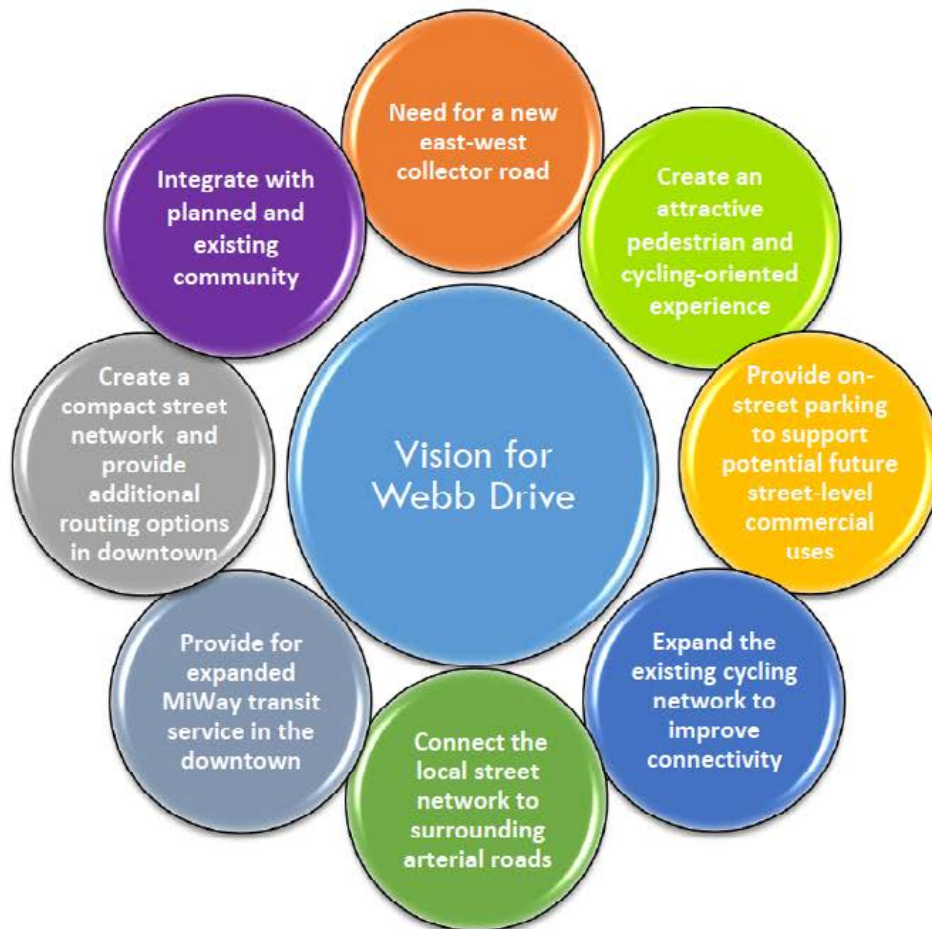 Need for a new
east-west
collector road
Create an
attractive
pedestrian and
cycling-oriented
experience
Provide on-
street parking
to support
potential future
street-level
commercial
uses
Expand the
existing cycling
network to
improve
connectivity
Connect the
local street
network to
surrounding
arterial roads
Provide for
expanded
MiWay transit
service in the
downtown
Create a
compact street
network and
provide
additional
routing options
in downtown
Integrate with
planned and
existing
community
Vision for
Webb Drive